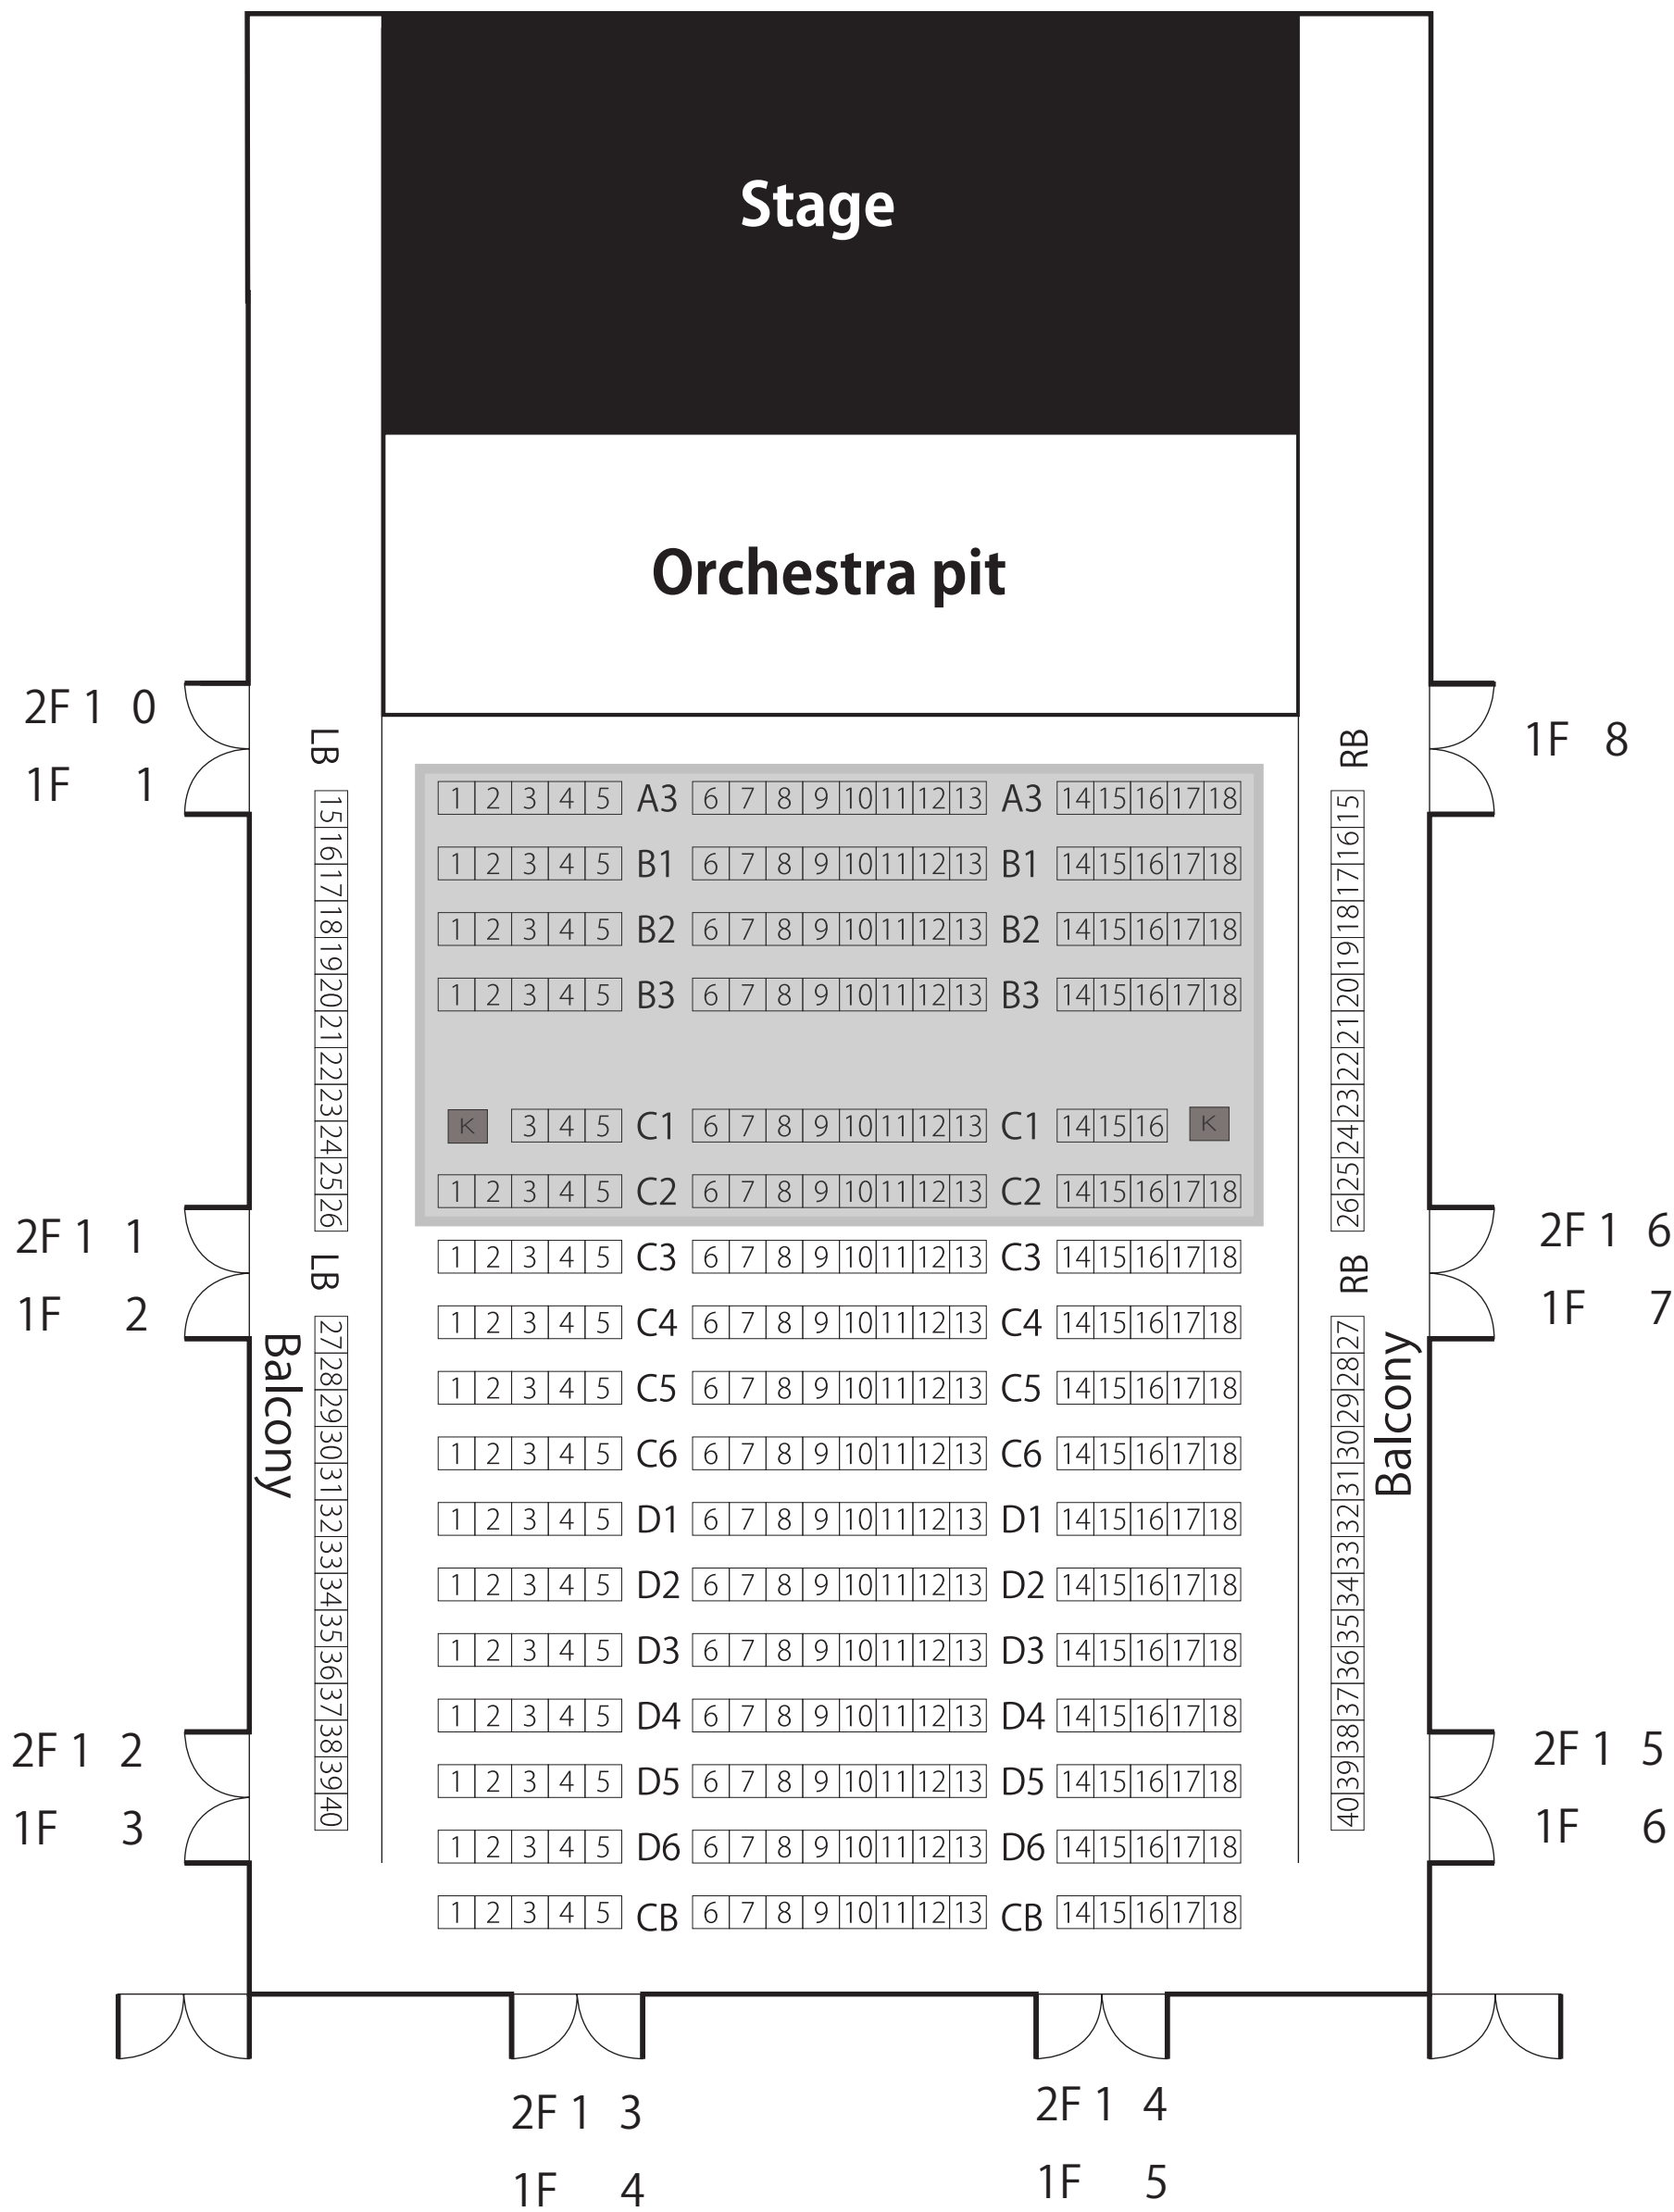 Stage
Orchestra pit
2F 1 0
1F 1
1F 8
LB
RB
15 16 17 18 19 20 21 22 23 24 25 26
15 16 17 18 19 20 21 22 23 24 25 26
1 2 3 4 5 A3 6 7 8 9 10 11 12 13 A3 14 15 16 17 18
1 2 3 4 5 B1 6 7 8 9 10 11 12 13 B1 14 15 16 17 18
1 2 3 4 5 B2 6 7 8 9 10 11 12 13 B2 14 15 16 17 18
1 2 3 4 5 B3 6 7 8 9 10 11 12 13 B3 14 15 16 17 18
K 3 4 5 C1 6 7 8 9 10 11 12 13 C1 14 15 16 K
1 2 3 4 5 C2 6 7 8 9 10 11 12 13 C2 14 15 16 17 18
2F 1 1
1F 2
2F 1 6
1F 7
LB
RB
27 28 29 30 31 32 33 34 35 36 37 38 39 40
27 28 29 30 31 32 33 34 35 36 37 38 39 40
Balcony
Balcony
1 2 3 4 5 C3 6 7 8 9 10 11 12 13 C3 14 15 16 17 18
1 2 3 4 5 C4 6 7 8 9 10 11 12 13 C4 14 15 16 17 18
1 2 3 4 5 C5 6 7 8 9 10 11 12 13 C5 14 15 16 17 18
1 2 3 4 5 C6 6 7 8 9 10 11 12 13 C6 14 15 16 17 18
1 2 3 4 5 D1 6 7 8 9 10 11 12 13 D1 14 15 16 17 18
1 2 3 4 5 D2 6 7 8 9 10 11 12 13 D2 14 15 16 17 18
1 2 3 4 5 D3 6 7 8 9 10 11 12 13 D3 14 15 16 17 18
1 2 3 4 5 D4 6 7 8 9 10 11 12 13 D4 14 15 16 17 18
1 2 3 4 5 D5 6 7 8 9 10 11 12 13 D5 14 15 16 17 18
1 2 3 4 5 D6 6 7 8 9 10 11 12 13 D6 14 15 16 17 18
1 2 3 4 5 CB 6 7 8 9 10 11 12 13 CB 14 15 16 17 18
2F 1 2
1F 3
2F 1 5
1F 6
2F 1 3
1F 4
2F 1 4
1F 5